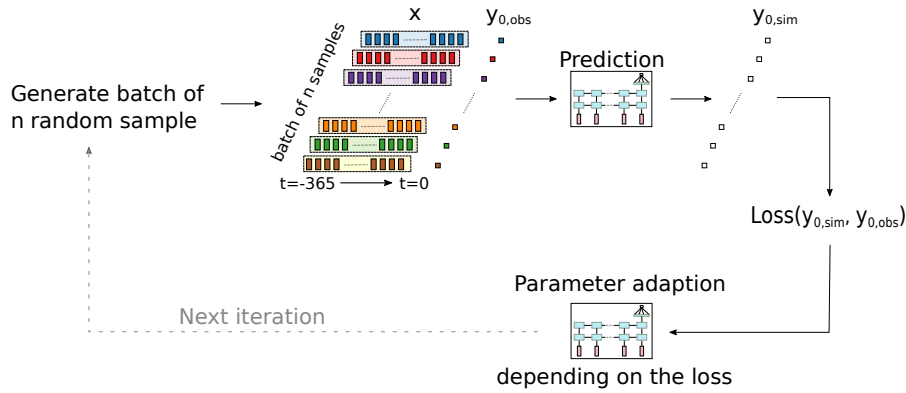 x
y0,obs
y0,sim
batch of n samples
Prediction
Generate batch of
n random sample
t=-365
t=0
Loss(y0,sim, y0,obs)
Parameter adaption
Next iteration
depending on the loss